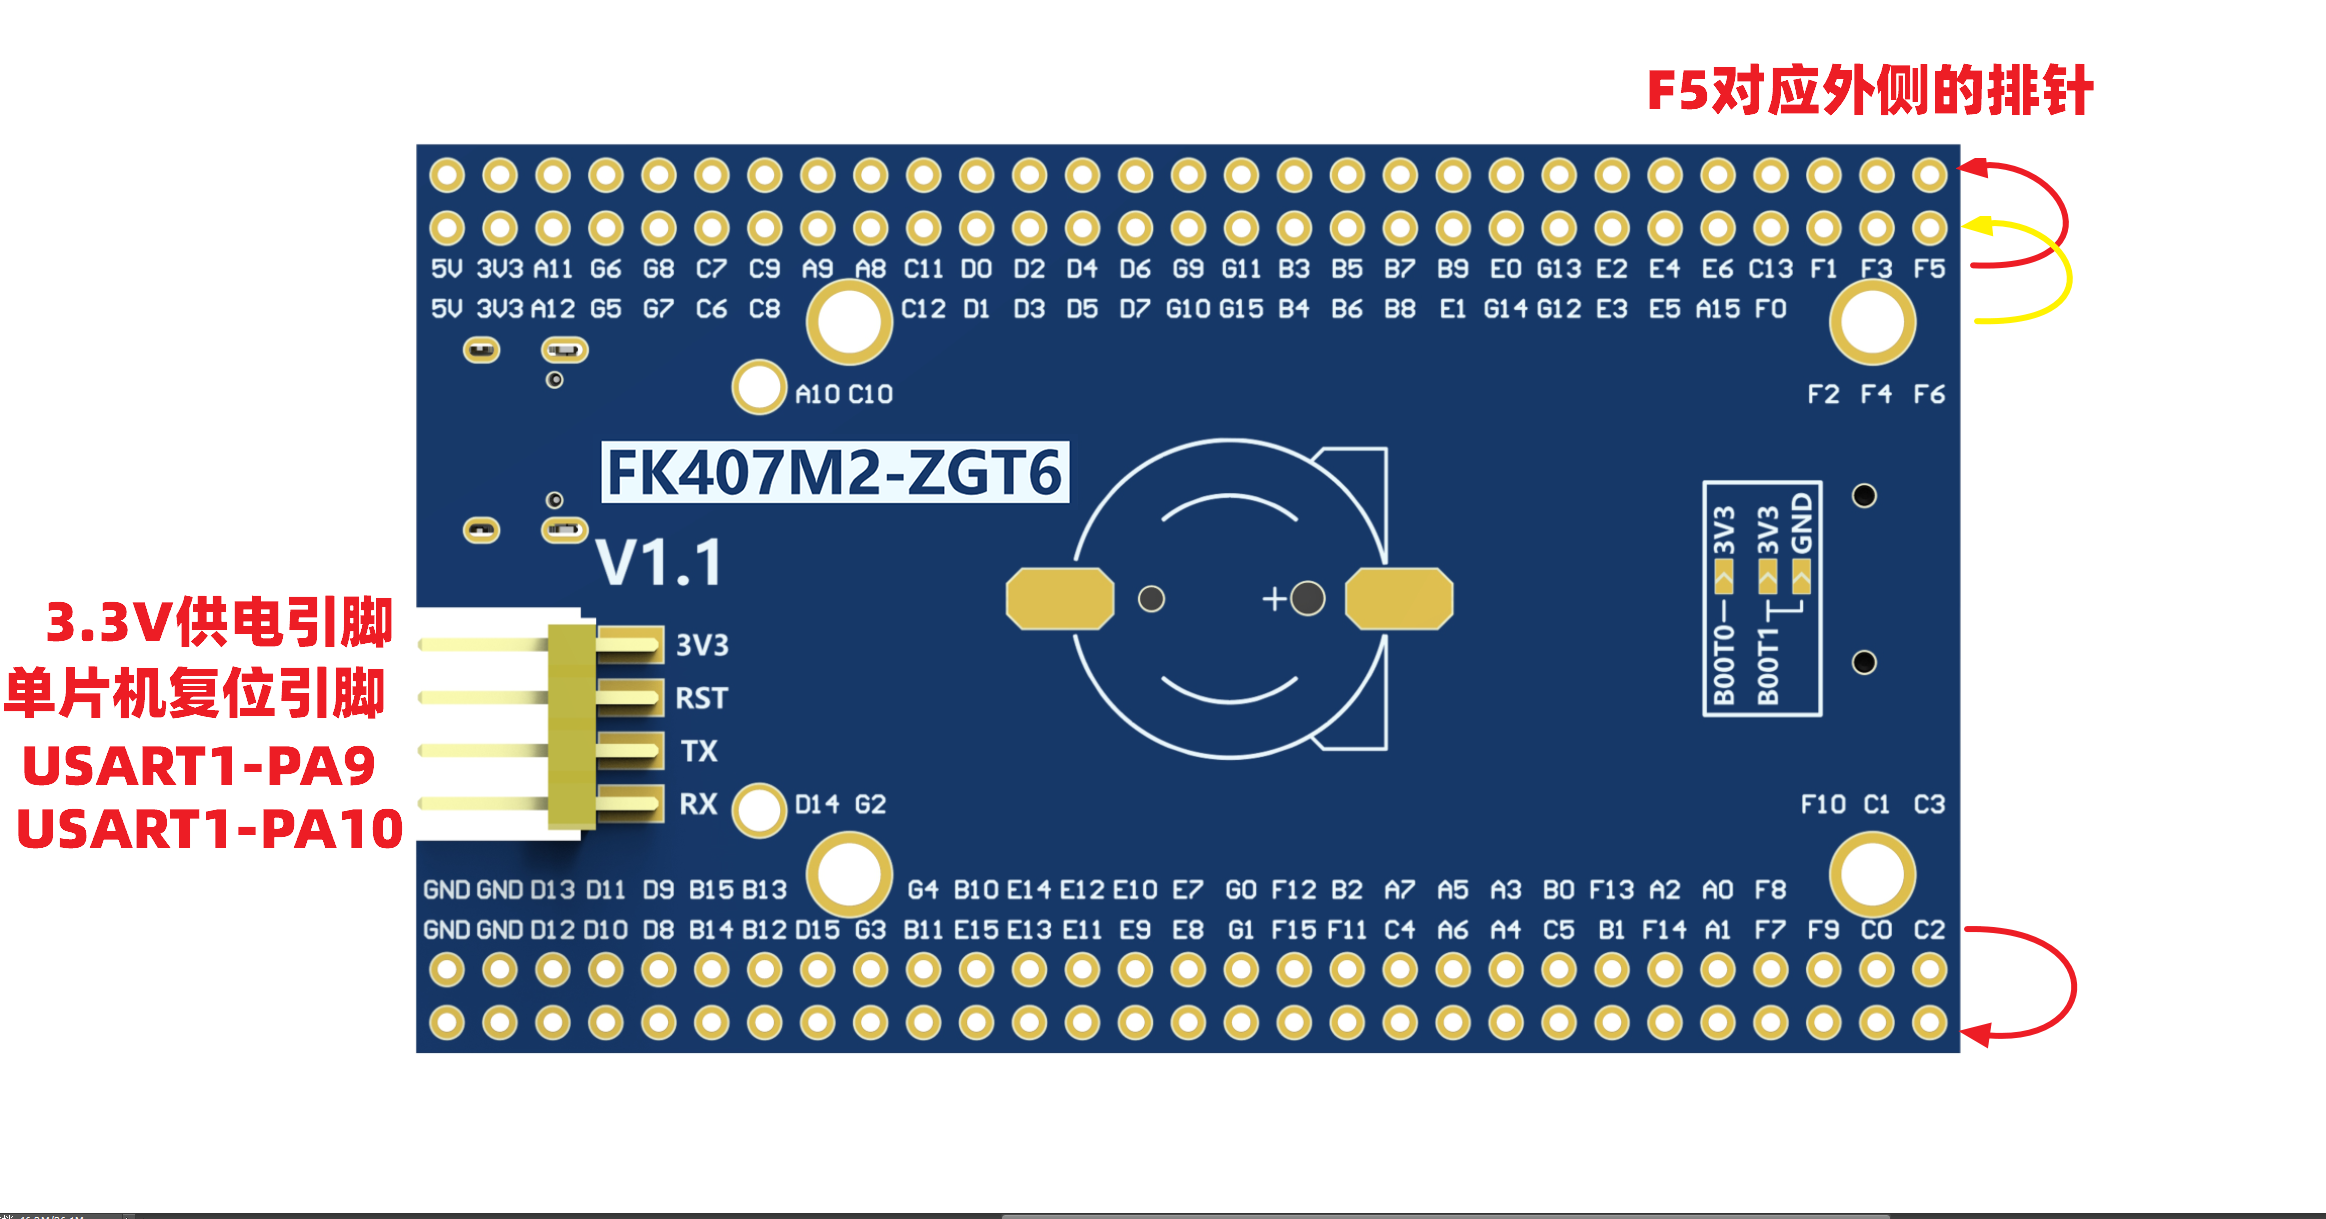 F5对应外侧的排针
5V 3V3 A11 G6 G8 C7 C9 A9 A8 C11 D0 D2 D4 D6 G9 G11 B3 B5 B7 B9 E0 G13 E2 E4 E6 C13 F1 F3 F5
5V 3V3 A12 G5 G7 C6 C8 C12 D1 D3 D5 D7 G10 G15 B4 B6 B8 E1 G14 G12 E3 E5 A15 F0
A10 C10
F2 F4 F6
FK407M2-ZGT6
V1.1
BOOT0 3V3
BOOT1 3V3
GND
+
3.3V供电引脚
3V3
单片机复位引脚
RST
USART1-PA9
TX
USART1-PA10
RX
D14 G2
F10 C1 C3
GND GND D13 D11 D9 B15 B13 G4 B10 E14 E12 E10 E7 G0 F12 B2 A7 A5 A3 B0 F13 A2 A0 F8
GND GND D12 D10 D8 B14 B12 D15 G3 B11 E15 E13 E11 E9 E8 G1 F15 F11 C4 A6 A4 C5 B1 F14 A1 F7 F9 C0 C2